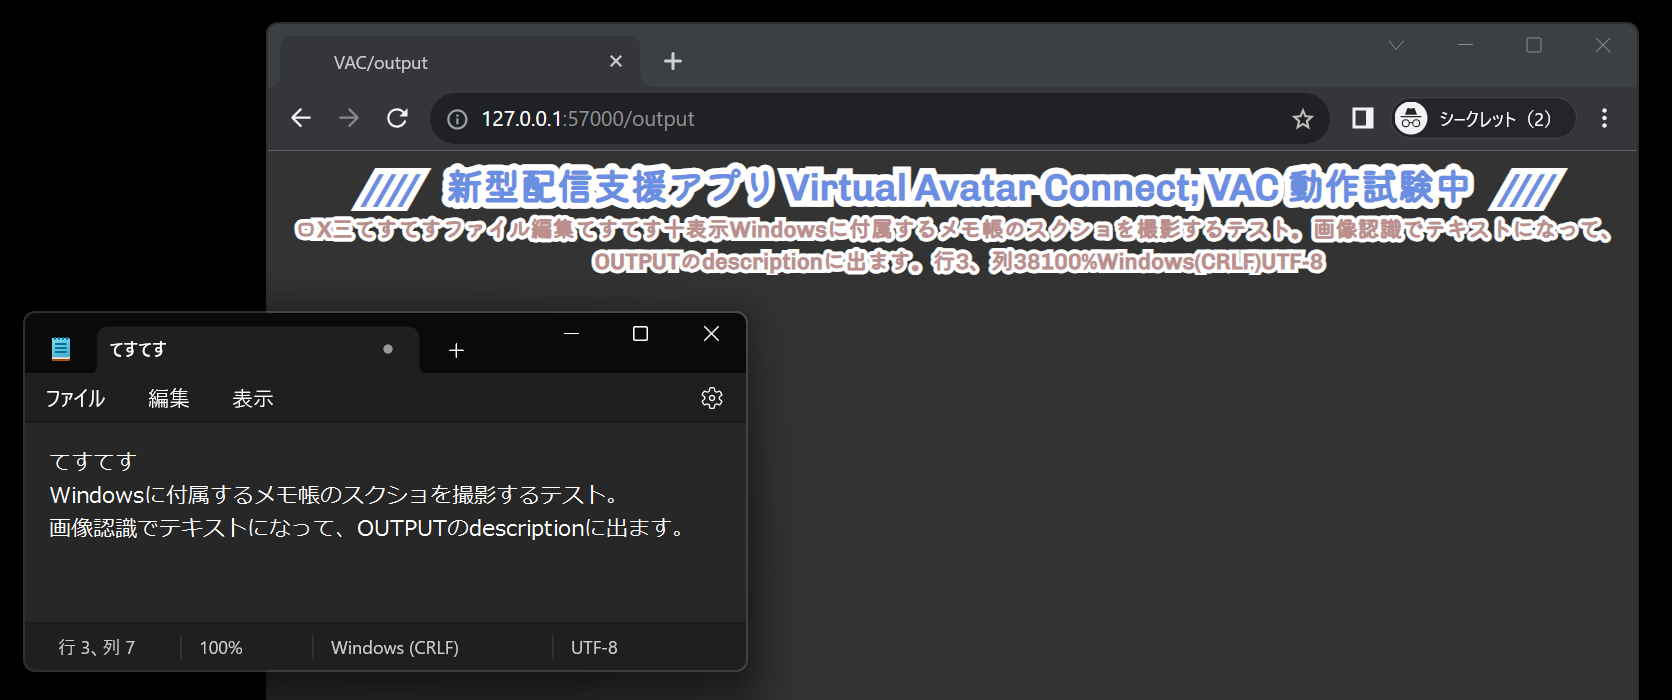 VAC/output
127.0.0.1:57000/output
シークレット (2)
///// 新型配信支援アプリ Virtual Avatar Connect; VAC 動作試験中 /////
ロX三てすてすファイル編集てすてす十表示Windowsに付属するメモ帳のスクショを撮影するテスト。画像認識でテキストになって、
OUTPUTのdescriptionに出ます。行3、列38100%Windows(CRLF)UTF-8
てすてす
ファイル 編集 表示
てすてす
Windowsに付属するメモ帳のスクショを撮影するテスト。
画像認識でテキストになって、OUTPUTのdescriptionに出ます。
行 3、列 7 100% Windows (CRLF) UTF-8